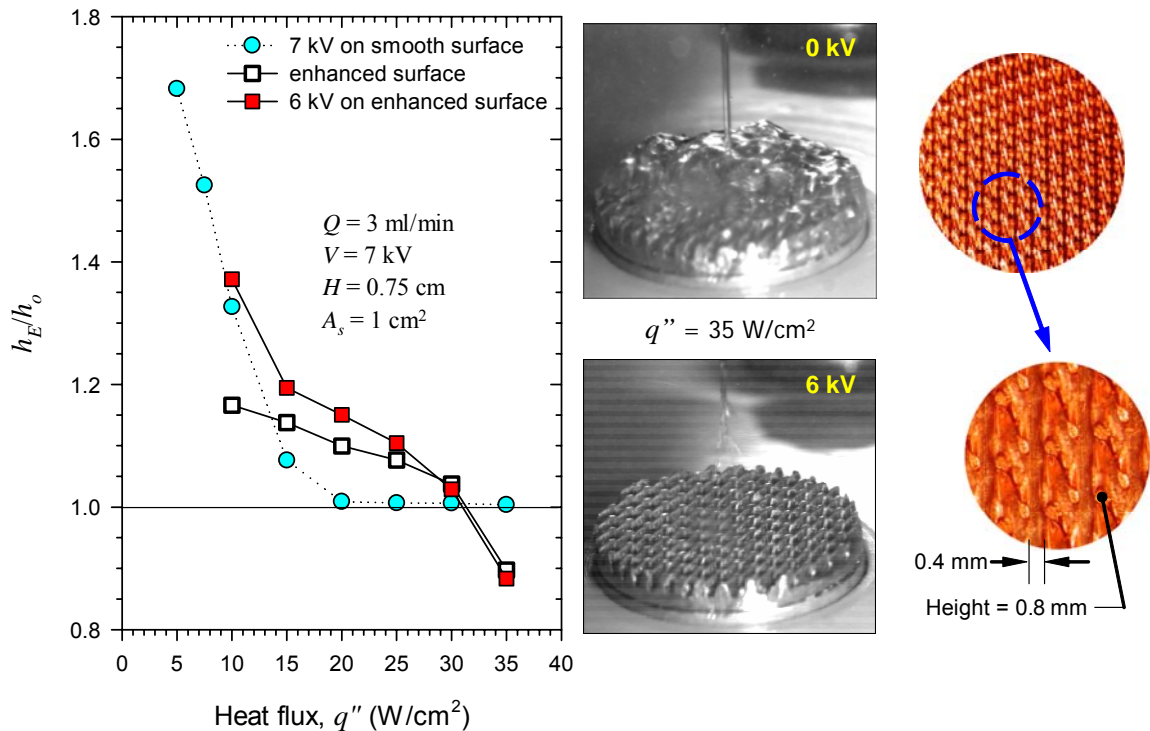 1.8
1.6
1.4
1.2
1.0
0.8
h_E/h_o
7 kV on smooth surface
enhanced surface
6 kV on enhanced surface
Q = 3 ml/min
V = 7 kV
H = 0.75 cm
A_s = 1 cm²
0 5 10 15 20 25 30 35 40
Heat flux, q" (W/cm²)
0 kV
q” = 35 W/cm²
6 kV
0.4 mm
Height = 0.8 mm